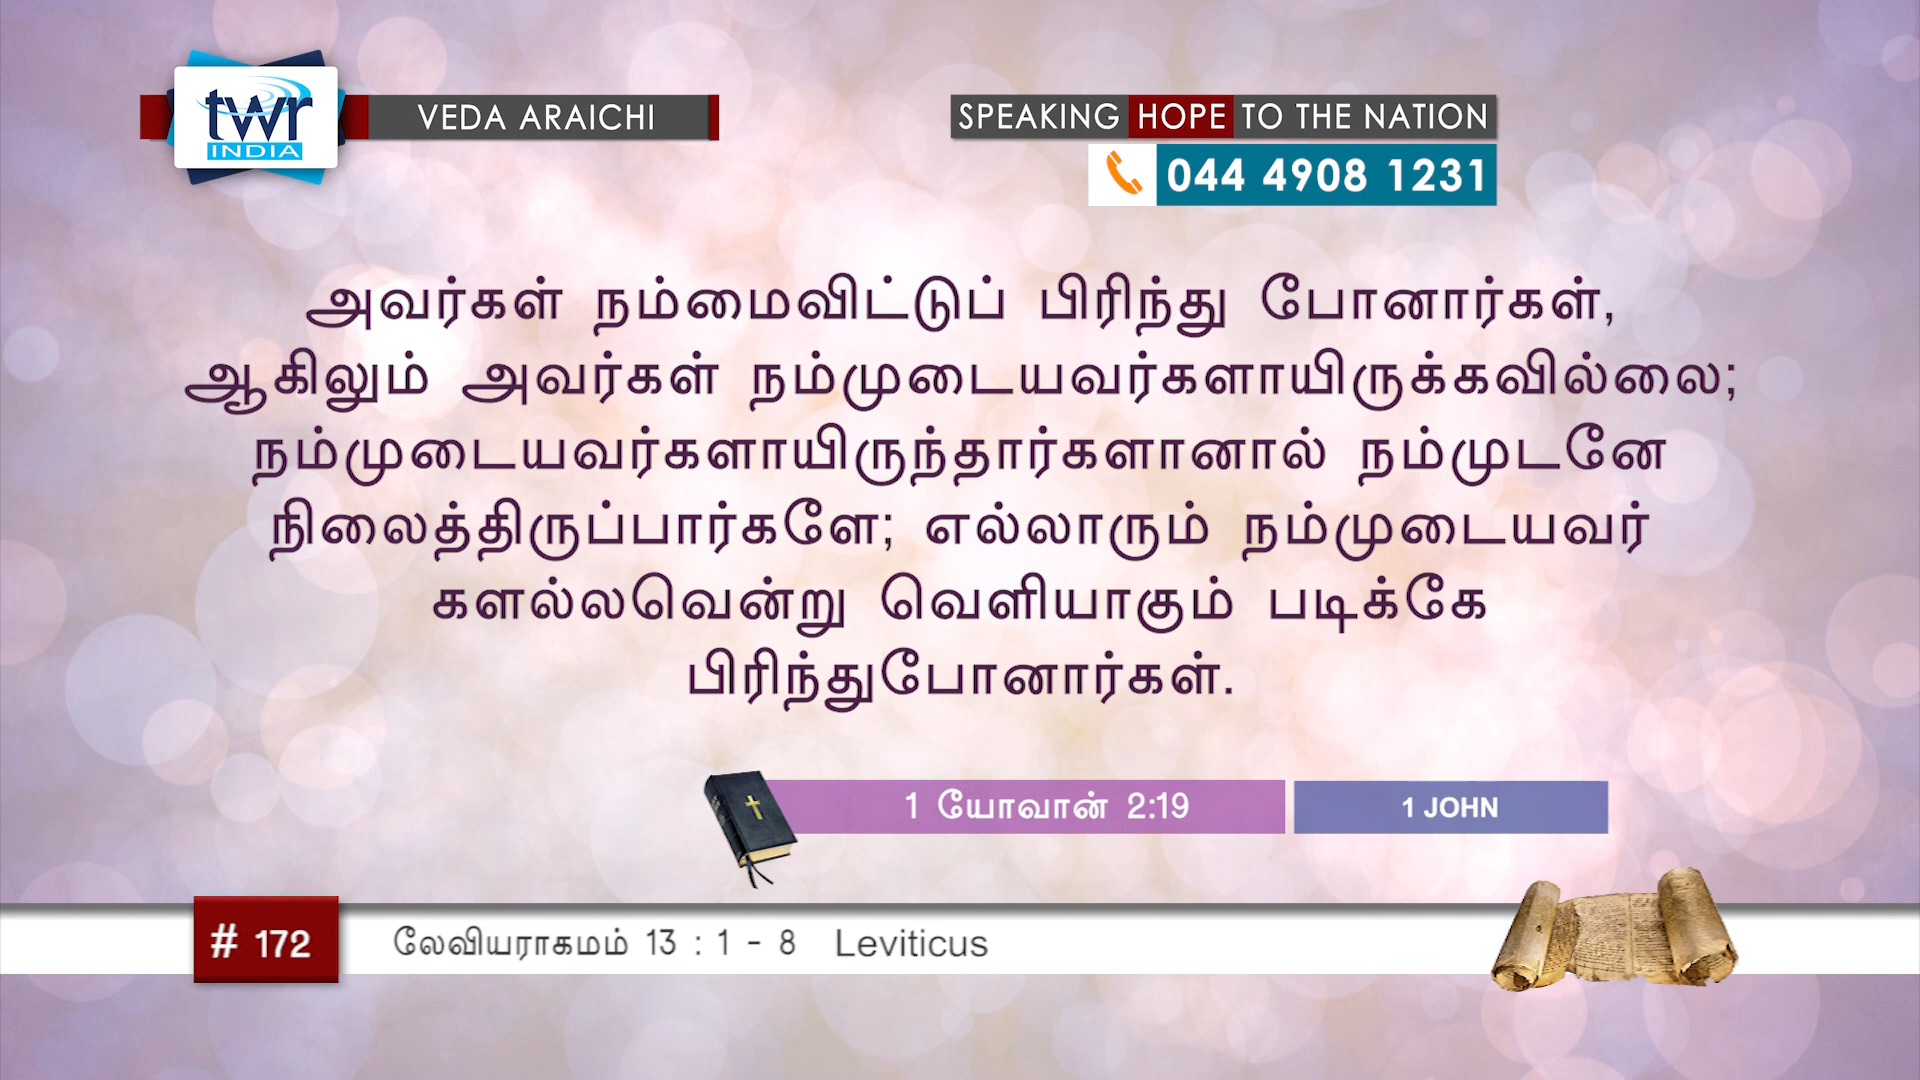 twr
INDIA
VEDA ARAICHI
SPEAKING HOPE TO THE NATION
044 4908 1231
அவர்கள் நம்மைவிட்டுப் பிரிந்து போனார்கள்,
ஆகிலும் அவர்கள் நம்முடையவர்களாயிருக்கவில்லை;
நம்முடையவர்களாயிருந்தார்களானால் நம்முடனே
நிலைத்திருப்பார்களே; எல்லாரும் நம்முடையவர்
களல்லவென்று வெளியாகும் படிக்கே
பிரிந்துபோனார்கள்.
1 யோவான் 2:19
1 JOHN
# 172
லேவியராகமம் 13 : 1 - 8 Leviticus